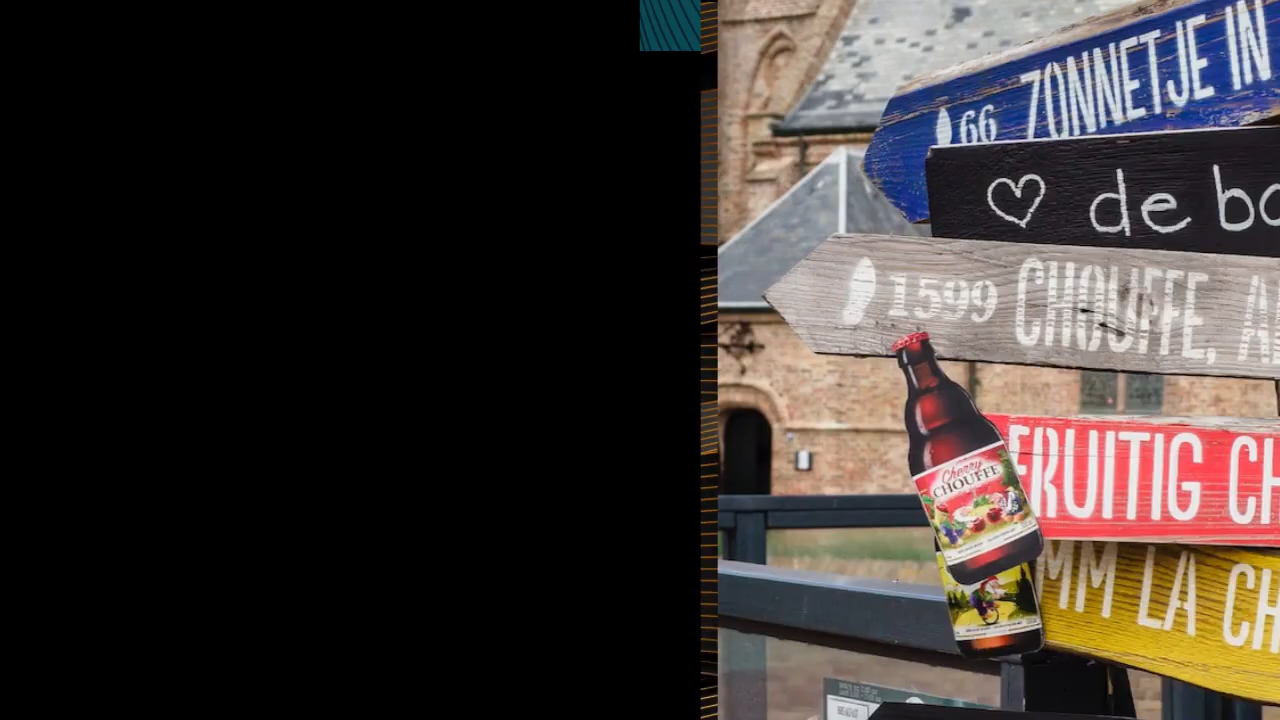 66 ZONNETJE IN
de bo
1599 CHOUFFE, A
Cherry
CHOUFFE
FRUITIG CH
MM LA CH